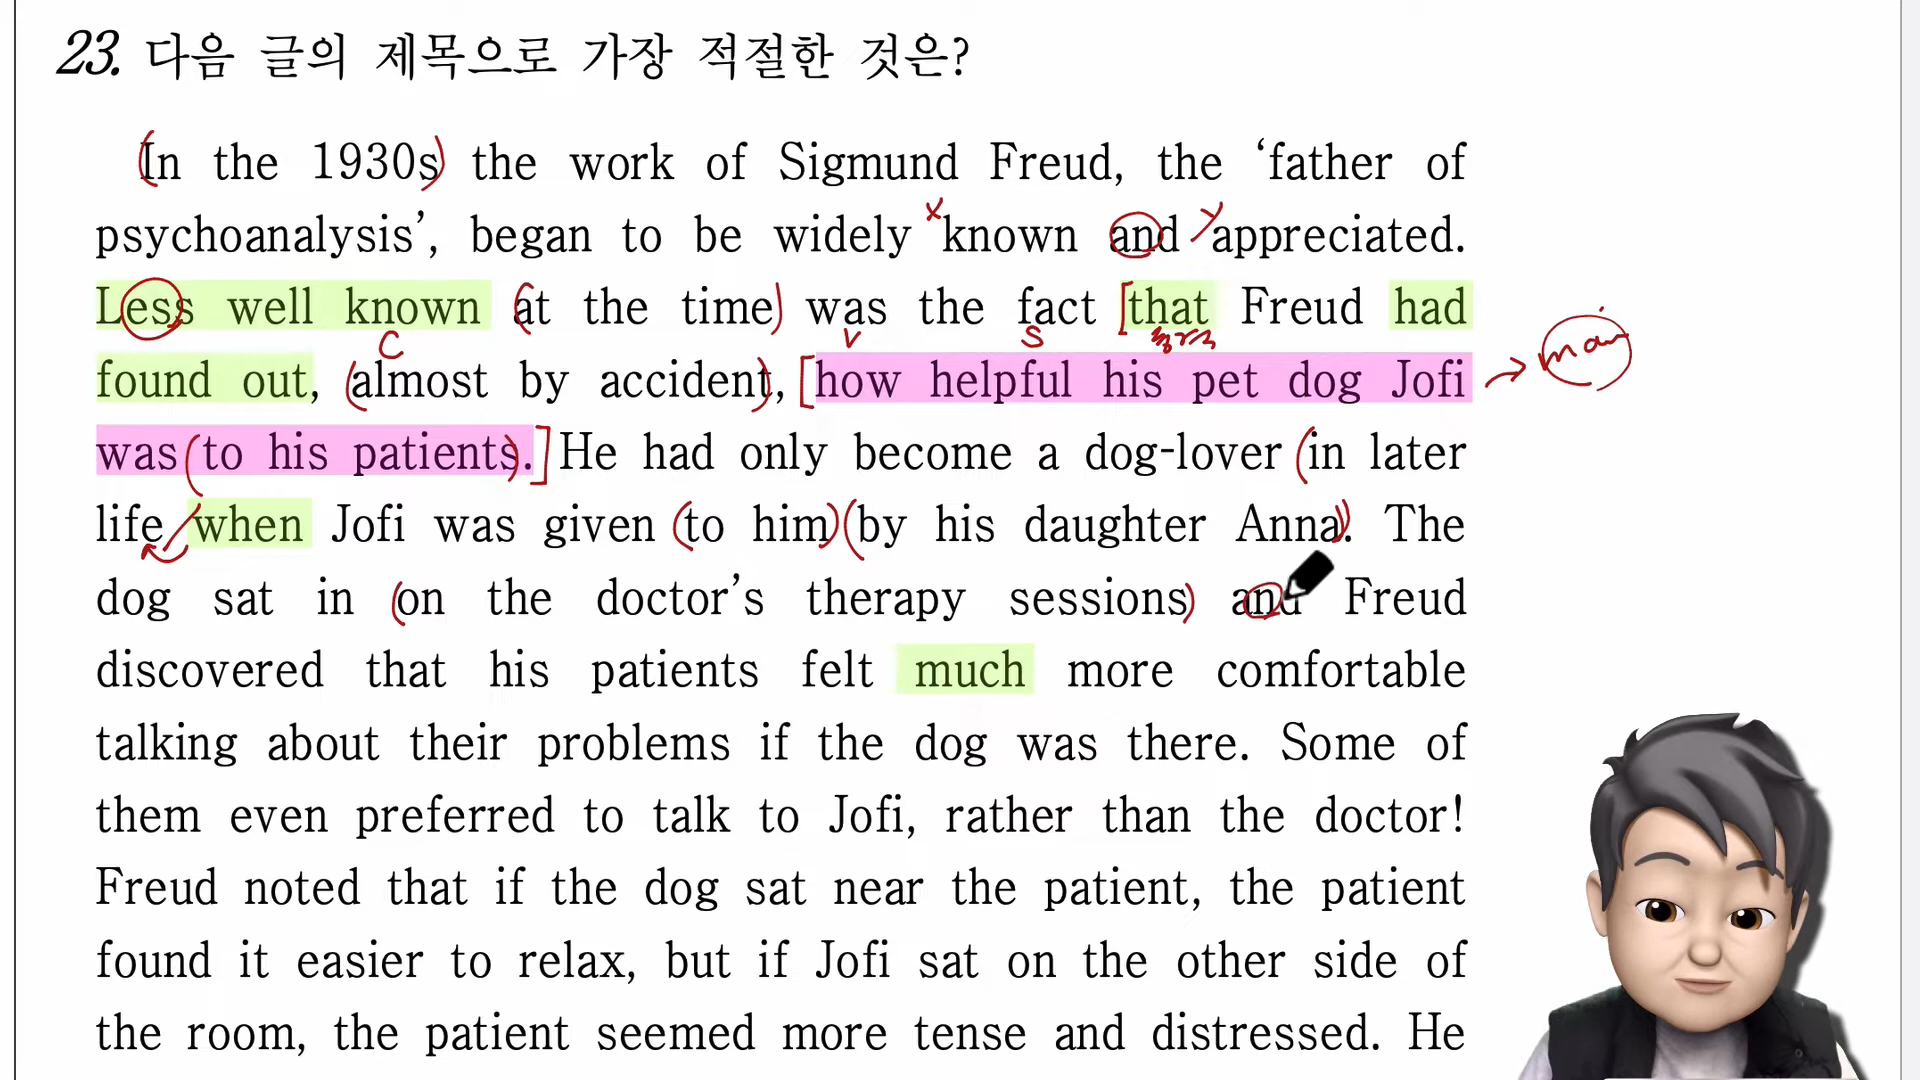 23. 다음 글의 제목으로 가장 적절한 것은?
In the 1930s the work of Sigmund Freud, the ‘father of
psychoanalysis’, began to be widely known and appreciated.
Less well known at the time was the fact that Freud had
C V S 동격
found out, almost by accident, how helpful his pet dog Jofi → main
was to his patients. He had only become a dog-lover in later
life when Jofi was given to him by his daughter Anna. The
dog sat in on the doctor’s therapy sessions and Freud
discovered that his patients felt much more comfortable
talking about their problems if the dog was there. Some of
them even preferred to talk to Jofi, rather than the doctor!
Freud noted that if the dog sat near the patient, the patient
found it easier to relax, but if Jofi sat on the other side of
the room, the patient seemed more tense and distressed. He